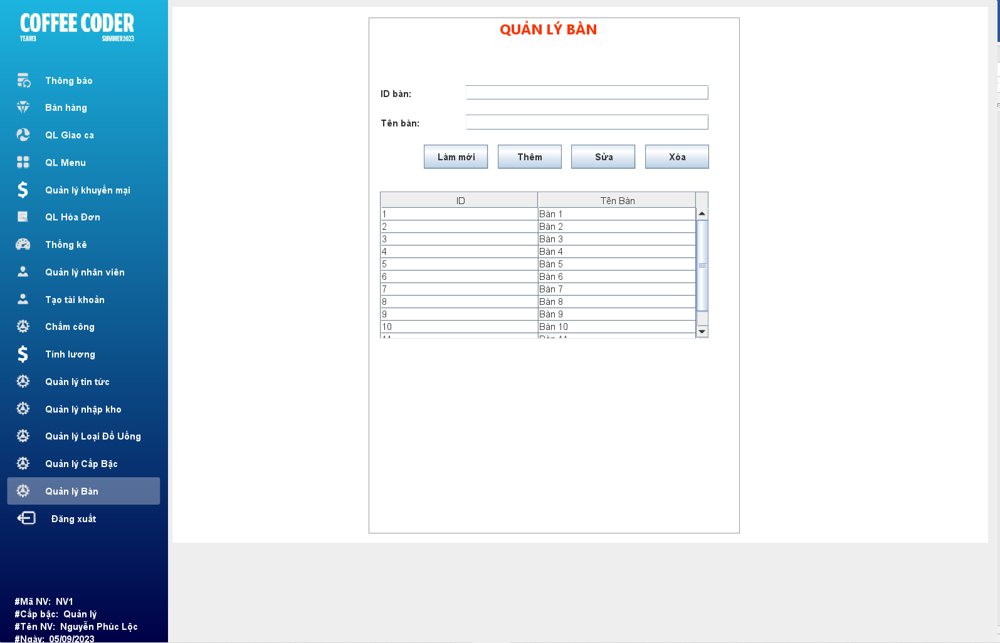 COFFEE CODER
TEAM3 SUMMER2023
Thông báo
Bán hàng
QL Giao ca
QL Menu
Quản lý khuyến mại
QL Hóa Đơn
Thống kê
Quản lý nhân viên
Tạo tài khoản
Chấm công
Tính lương
Quản lý tin tức
Quản lý nhập kho
Quản lý Loại Đồ Uống
Quản lý Cấp Bậc
Quản lý Bàn
Đăng xuất
#Mã NV: NV1
#Cấp bậc: Quản lý
#Tên NV: Nguyễn Phúc Lộc
#Ngày: 05/09/2023
QUẢN LÝ BÀN
ID bàn:
Tên bàn:
Làm mới Thêm Sửa Xóa
ID Tên Bàn
1 Bàn 1
2 Bàn 2
3 Bàn 3
4 Bàn 4
5 Bàn 5
6 Bàn 6
7 Bàn 7
8 Bàn 8
9 Bàn 9
10 Bàn 10
11 Bàn 11